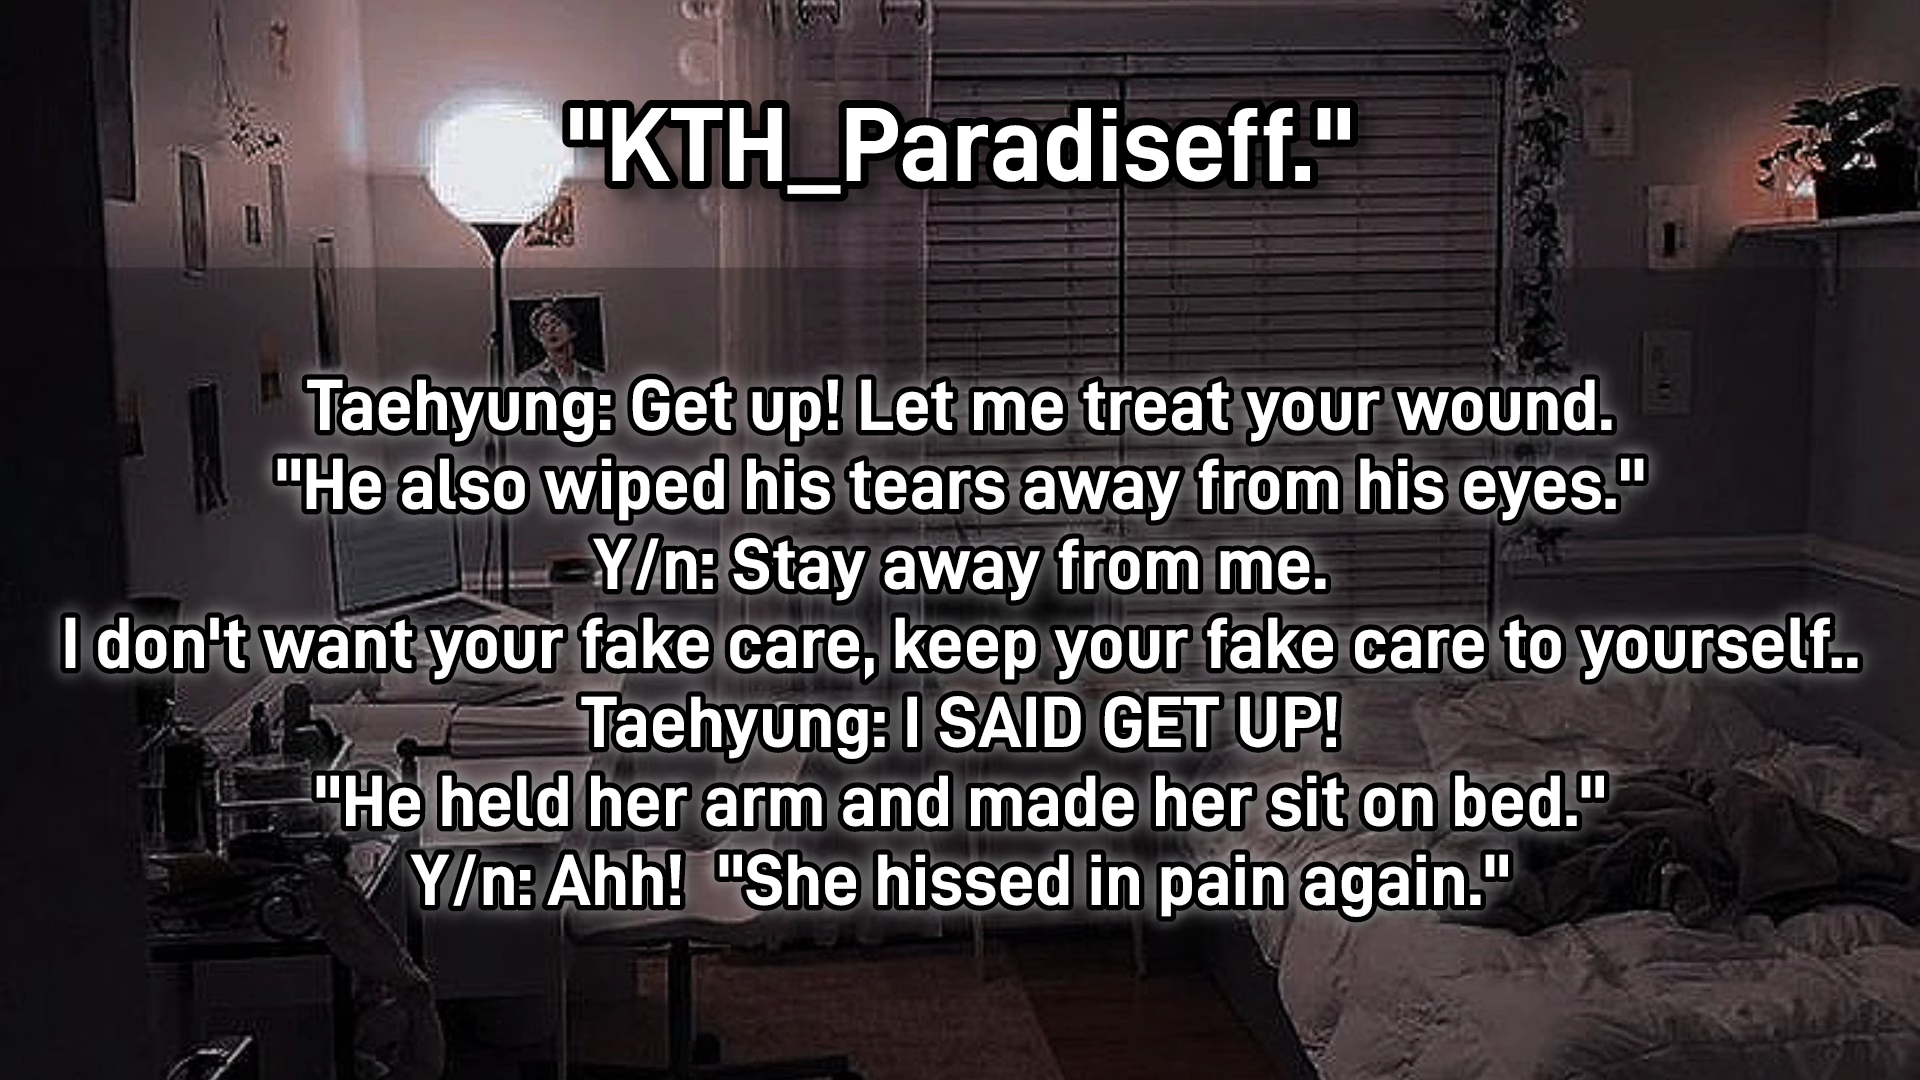 "KTH_Paradiseff."
Taehyung: Get up! Let me treat your wound.
"He also wiped his tears away from his eyes."
Y/n: Stay away from me.
I don't want your fake care, keep your fake care to yourself..
Taehyung: I SAID GET UP!
"He held her arm and made her sit on bed."
Y/n: Ahh!  "She hissed in pain again."